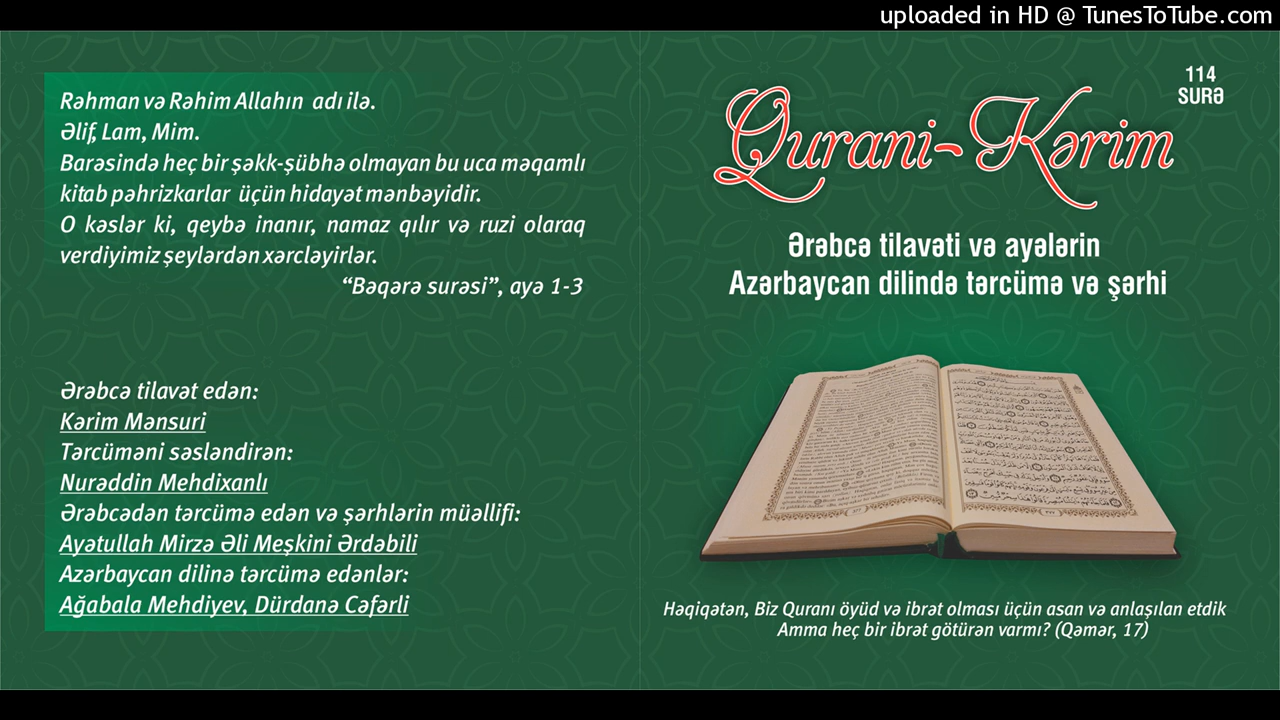 uploaded in HD @ TunesToTube.com
Rəhman və Rəhim Allahın adı ilə.
Əlif, Lam, Mim.
Barəsində heç bir şəkk-şübhə olmayan bu uca məqamlı
kitab pəhrizkarlar üçün hidayət mənbəyidir.
O kəslər ki, qeybə inanır, namaz qılır və ruzi olaraq
verdiyimiz şeylərdən xərcləyirlər.
“Bəqərə surəsi”, ayə 1-3
Ərəbcə tilavət edən:
Kərim Mənsuri
Tərcüməni səsləndirən:
Nurəddin Mehdixanlı
Ərəbcədən tərcümə edən və şərhlərin müəllifi:
Ayətullah Mirzə Əli Meşkini Ərdəbili
Azərbaycan dilinə tərcümə edənlər:
Ağabala Mehdiyev, Dürdanə Cəfərli
114
SURƏ
Qurani-Kərim
Ərəbcə tilavəti və ayələrin
Azərbaycan dilində tərcümə və şərhi
Həqiqətən, Biz Quranı öyüd və ibrət olması üçün asan və anlaşılan etdik
Amma heç bir ibrət götürən varmı? (Qəmər, 17)